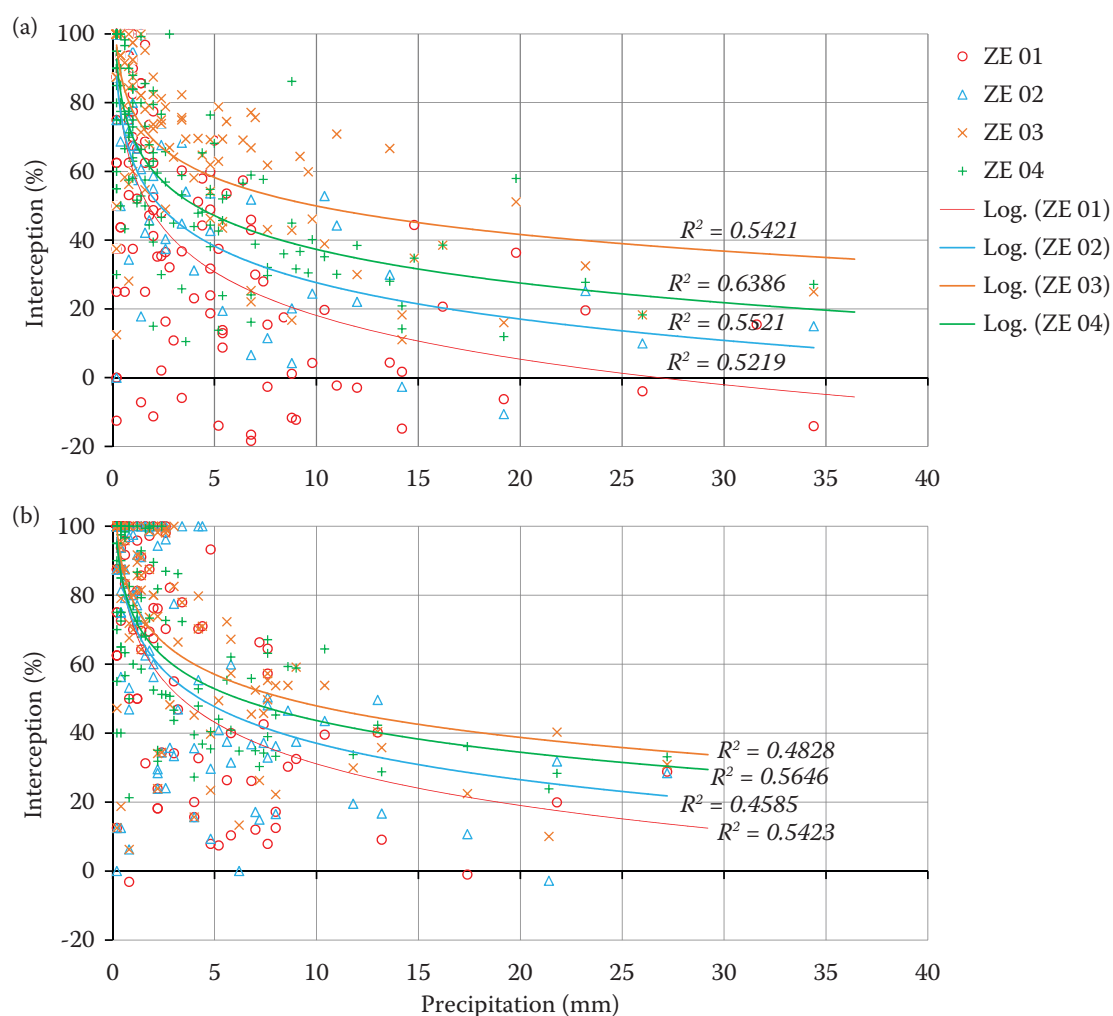 (a)
100
80
60
40
20
0
-20
Interception (%)
R² = 0.5421
R² = 0.6386
R² = 0.5521
R² = 0.5219
0 5 10 15 20 25 30 35 40
ZE 01
ZE 02
ZE 03
ZE 04
Log. (ZE 01)
Log. (ZE 02)
Log. (ZE 03)
Log. (ZE 04)
(b)
100
80
60
40
20
0
-20
Interception (%)
R² = 0.4828
R² = 0.5646
R² = 0.4585
R² = 0.5423
0 5 10 15 20 25 30 35 40
Precipitation (mm)